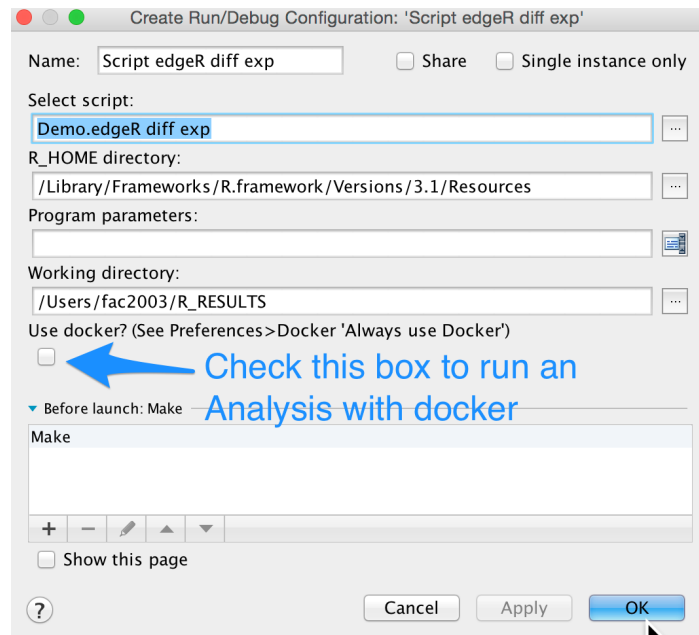 Create Run/Debug Configuration: 'Script edgeR diff exp'
Name: Script edgeR diff exp Share Single instance only
Select script:
Demo.edgeR diff exp ...
R_HOME directory:
/Library/Frameworks/R.framework/Versions/3.1/Resources ...
Program parameters:
Working directory:
/Users/fac2003/R_RESULTS ...
Use docker? (See Preferences>Docker 'Always use Docker')
Check this box to run an
Analysis with docker
Before launch: Make
Make
Show this page
? Cancel Apply OK